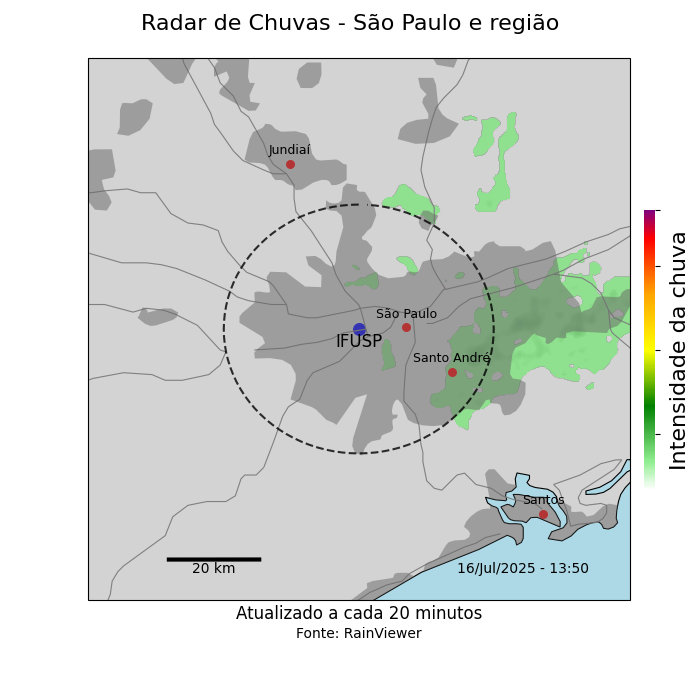 Radar de Chuvas - São Paulo e região
Jundiaí
São Paulo
IFUSP
Santo André
Santos
20 km
16/Jul/2025 - 13:50
Intensidade da chuva
Atualizado a cada 20 minutos
Fonte: RainViewer